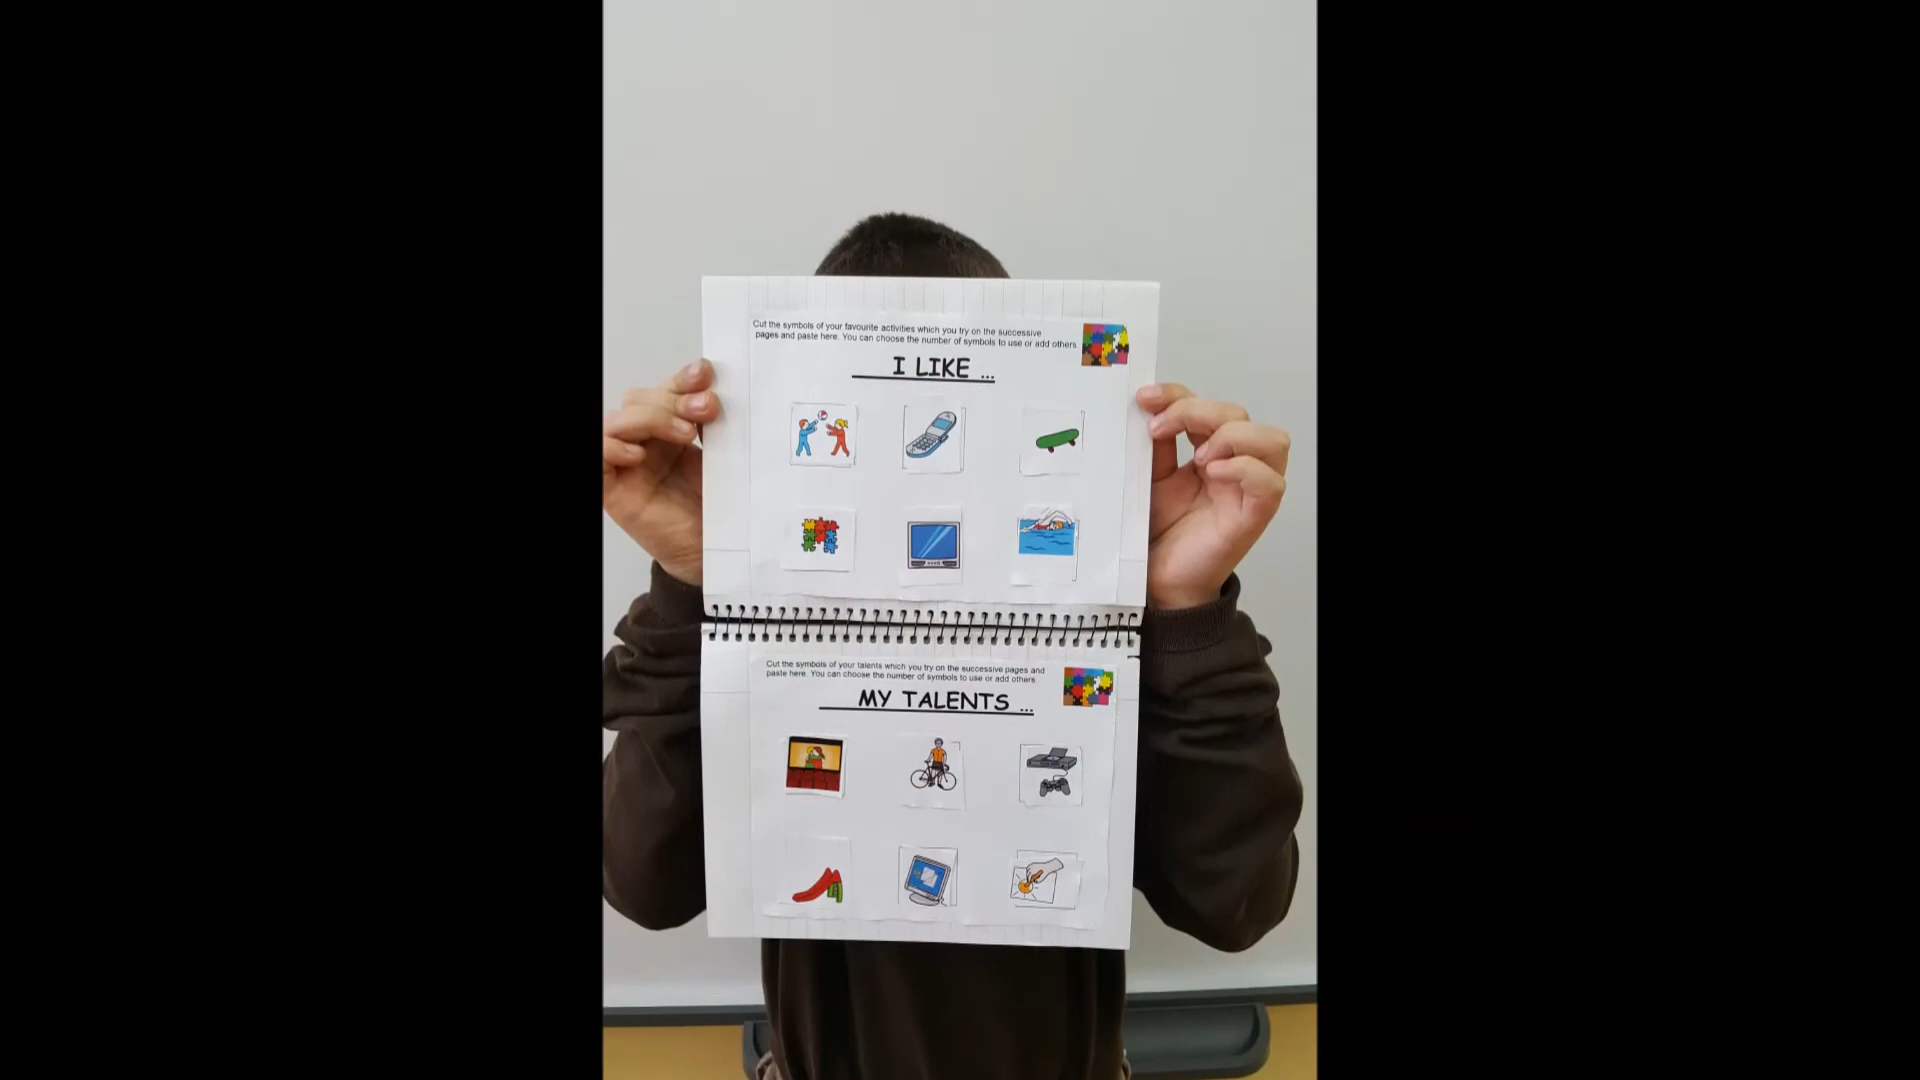 Cut the symbols of your favourite activities which you try on the successive
pages and paste here. You can choose the number of symbols to use or add others
I LIKE ...
Cut the symbols of your talents which you try on the successive pages and
paste here. You can choose the number of symbols to use or add others
MY TALENTS ...